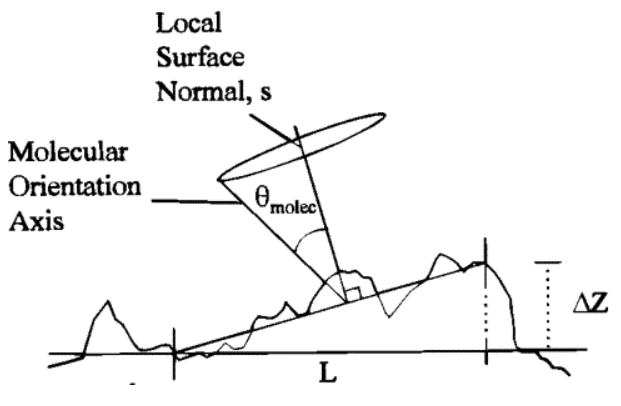 Local
Surface
Normal, s
Molecular
Orientation
Axis
θmolec
ΔZ
L